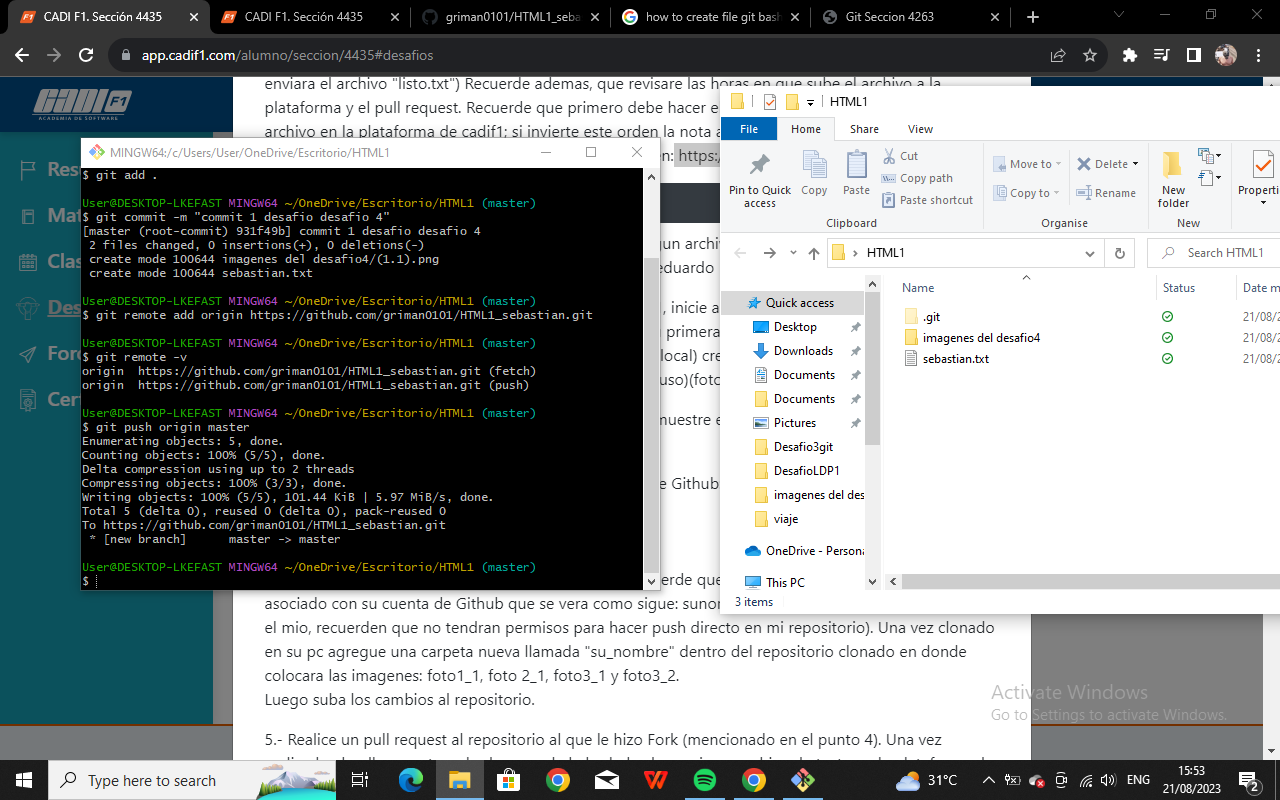 CADI F1. Sección 4435
CADI F1. Sección 4435
griman0101/HTML1_seba
how to create file git bash
Git Seccion 4263
app.cadif1.com/alumno/seccion/4435#desafios
CADI F1
ACADEMIA DE SOFTWARE
Res
Mat
Clas
Des
Foro
Cert
enviara el archivo "listo.txt") Recuerde ademas, que revisare las horas en que sube el archivo a la
plataforma y el pull request. Recuerde que primero debe hacer e
archivo en la plataforma de cadif1; si invierte este orden la nota a
en: https:/
gun archiv
eduardo
, inicie a
primera
local) cre
uso)(foto
muestre e
e Github
erde que
asociado con su cuenta de Github que se vera como sigue: sunor
el mio, recuerden que no tendran permisos para hacer push directo en mi repositorio). Una vez clonado
en su pc agregue una carpeta nueva llamada "su_nombre" dentro del repositorio clonado en donde
colocara las imagenes: foto1_1, foto 2_1, foto3_1 y foto3_2.
Luego suba los cambios al repositorio.
5.- Realice un pull request al repositorio al que le hizo Fork (mencionado en el punto 4). Una vez
MINGW64:/c/Users/User/OneDrive/Escritorio/HTML1
$ git add .
User@DESKTOP-LKEFAST MINGW64 ~/OneDrive/Escritorio/HTML1 (master)
$ git commit -m "commit 1 desafio desafio 4"
[master (root-commit) 931f49b] commit 1 desafio desafio 4
2 files changed, 0 insertions(+), 0 deletions(-)
create mode 100644 imagenes del desafio4/(1.1).png
create mode 100644 sebastian.txt
User@DESKTOP-LKEFAST MINGW64 ~/OneDrive/Escritorio/HTML1 (master)
$ git remote add origin https://github.com/griman0101/HTML1_sebastian.git
User@DESKTOP-LKEFAST MINGW64 ~/OneDrive/Escritorio/HTML1 (master)
$ git remote -v
origin https://github.com/griman0101/HTML1_sebastian.git (fetch)
origin https://github.com/griman0101/HTML1_sebastian.git (push)
User@DESKTOP-LKEFAST MINGW64 ~/OneDrive/Escritorio/HTML1 (master)
$ git push origin master
Enumerating objects: 5, done.
Counting objects: 100% (5/5), done.
Delta compression using up to 2 threads
Compressing objects: 100% (3/3), done.
Writing objects: 100% (5/5), 101.44 KiB | 5.97 MiB/s, done.
Total 5 (delta 0), reused 0 (delta 0), pack-reused 0
To https://github.com/griman0101/HTML1_sebastian.git
* [new branch] master -> master
User@DESKTOP-LKEFAST MINGW64 ~/OneDrive/Escritorio/HTML1 (master)
$
HTML1
File Home Share View
Pin to Quick access
Copy
Paste
Cut
Copy path
Paste shortcut
Clipboard
Move to
Copy to
Delete
Rename
Organise
New folder
New
Properti
HTML1
Search HTML1
Name Status Date m
.git 21/08/
imagenes del desafio4 21/08/
sebastian.txt 21/08/
Quick access
Desktop
Downloads
Documents
Documents
Pictures
Desafio3git
DesafioLDP1
imagenes del des
viaje
OneDrive - Persona
This PC
3 items
Activate Windows
Go to Settings to activate Windows.
Type here to search
31°C
ENG
15:53
21/08/2023
2